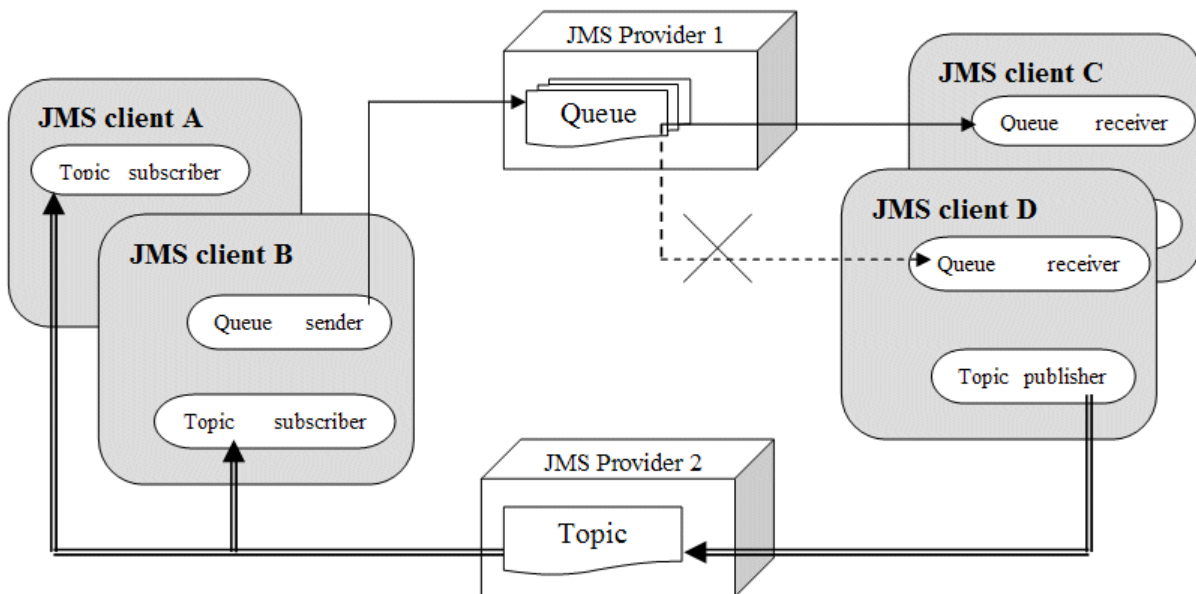 JMS Provider 1
Queue
JMS client A
Topic subscriber
JMS client B
Queue sender
Topic subscriber
JMS client C
Queue receiver
JMS client D
Queue receiver
Topic publisher
JMS Provider 2
Topic